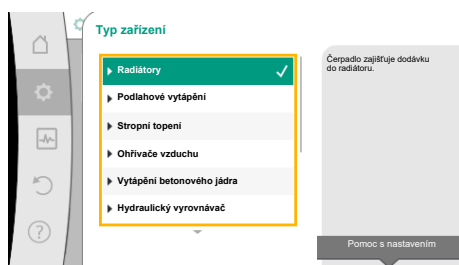 Typ zařízení
Radiátory
Podlahové vytápění
Stropní topení
Ohřívače vzduchu
Vytápění betonového jádra
Hydraulický vyrovnávač
Čerpadlo zajišťuje dodávku
do radiátoru.
Pomoc s nastavením
?